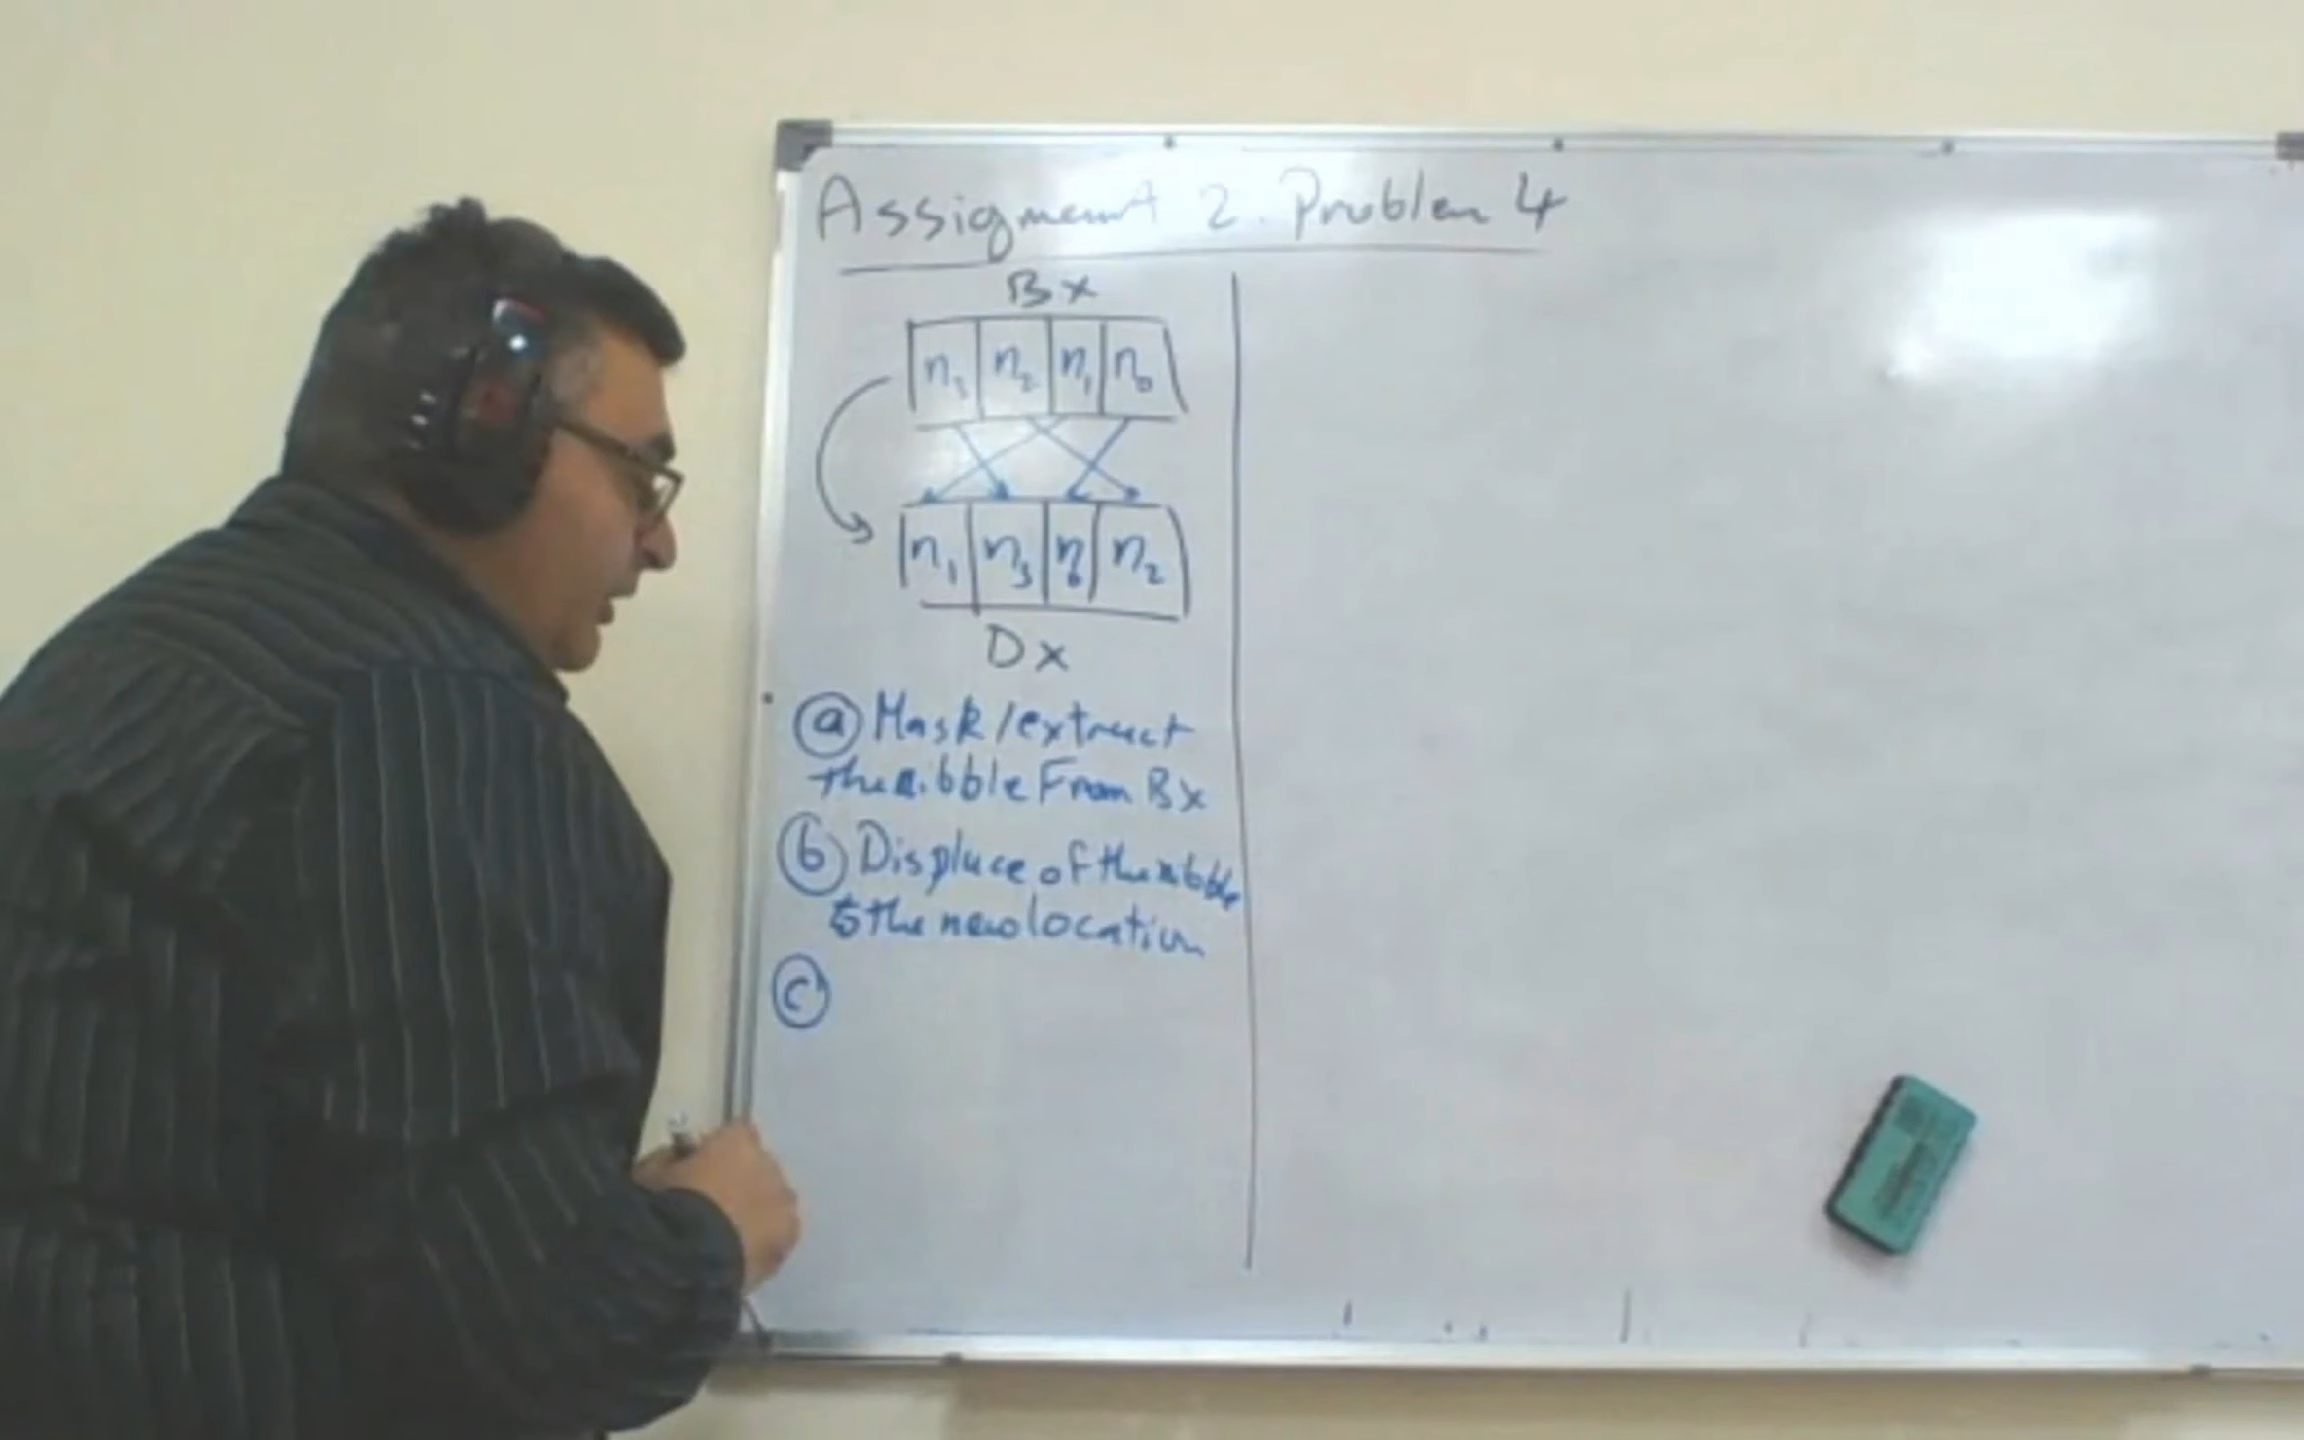 Assigment 2. Problem 4
Bx
n3 n2 n1 n0
n1 n3 n0 n2
Dx
(a) Mask/extract
the nibble From Bx
(b) Displace of the nibble
to the new location
(c)